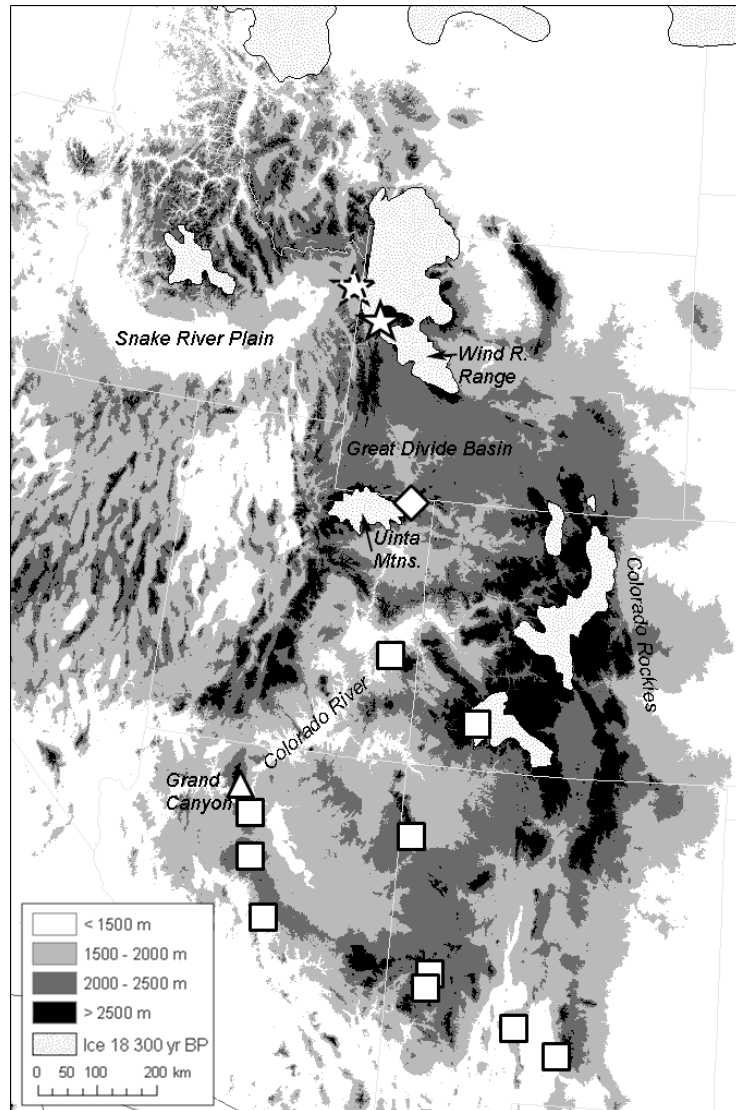 Snake River Plain
Wind R.
Range
Great Divide Basin
Uinta
Mtns.
Colorado Rockies
Colorado River
Grand
Canyon
< 1500 m
1500 - 2000 m
2000 - 2500 m
> 2500 m
Ice 18 300 yr BP
0 50 100 200 km